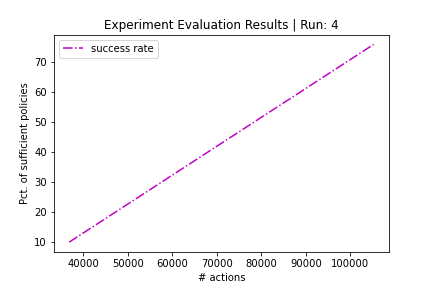 Experiment Evaluation Results | Run: 4
success rate
Pct. of sufficient policies
70
60
50
40
30
20
10
40000 50000 60000 70000 80000 90000 100000
# actions